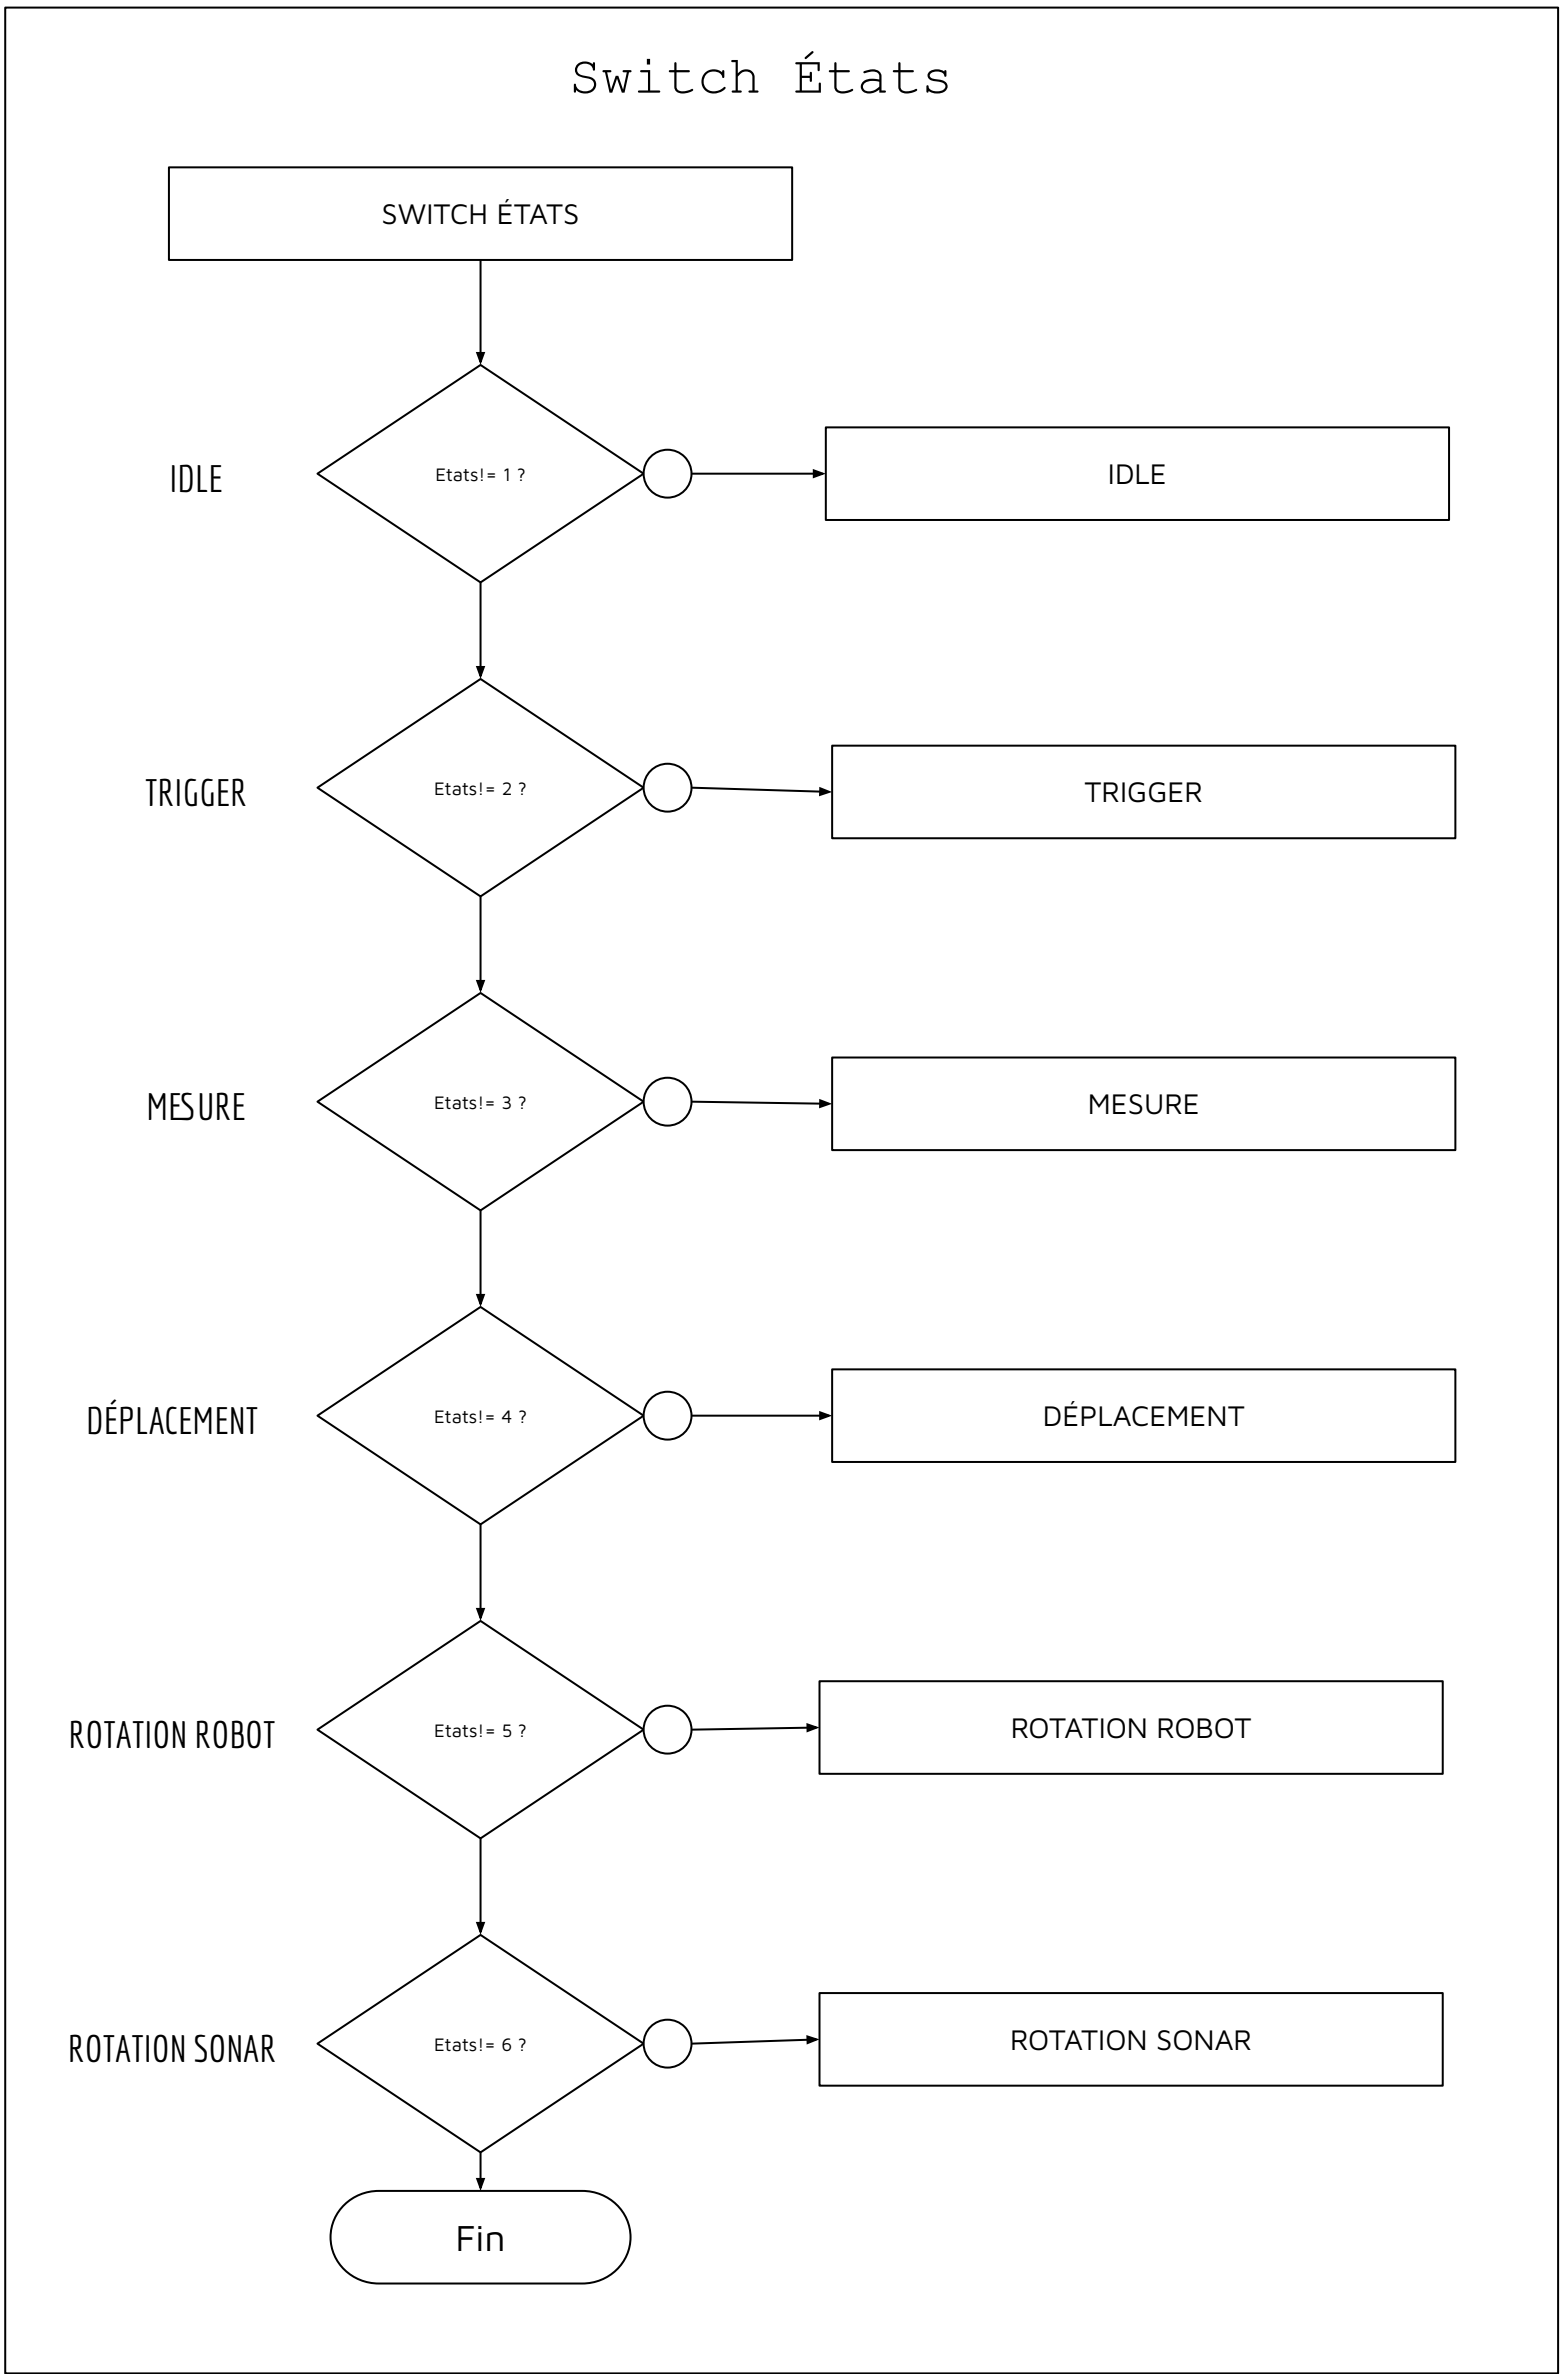 Switch États
SWITCH ÉTATS
IDLE
Etats!= 1 ?
IDLE
TRIGGER
Etats!= 2 ?
TRIGGER
MESURE
Etats!= 3 ?
MESURE
DÉPLACEMENT
Etats!= 4 ?
DÉPLACEMENT
ROTATION ROBOT
Etats!= 5 ?
ROTATION ROBOT
ROTATION SONAR
Etats!= 6 ?
ROTATION SONAR
Fin